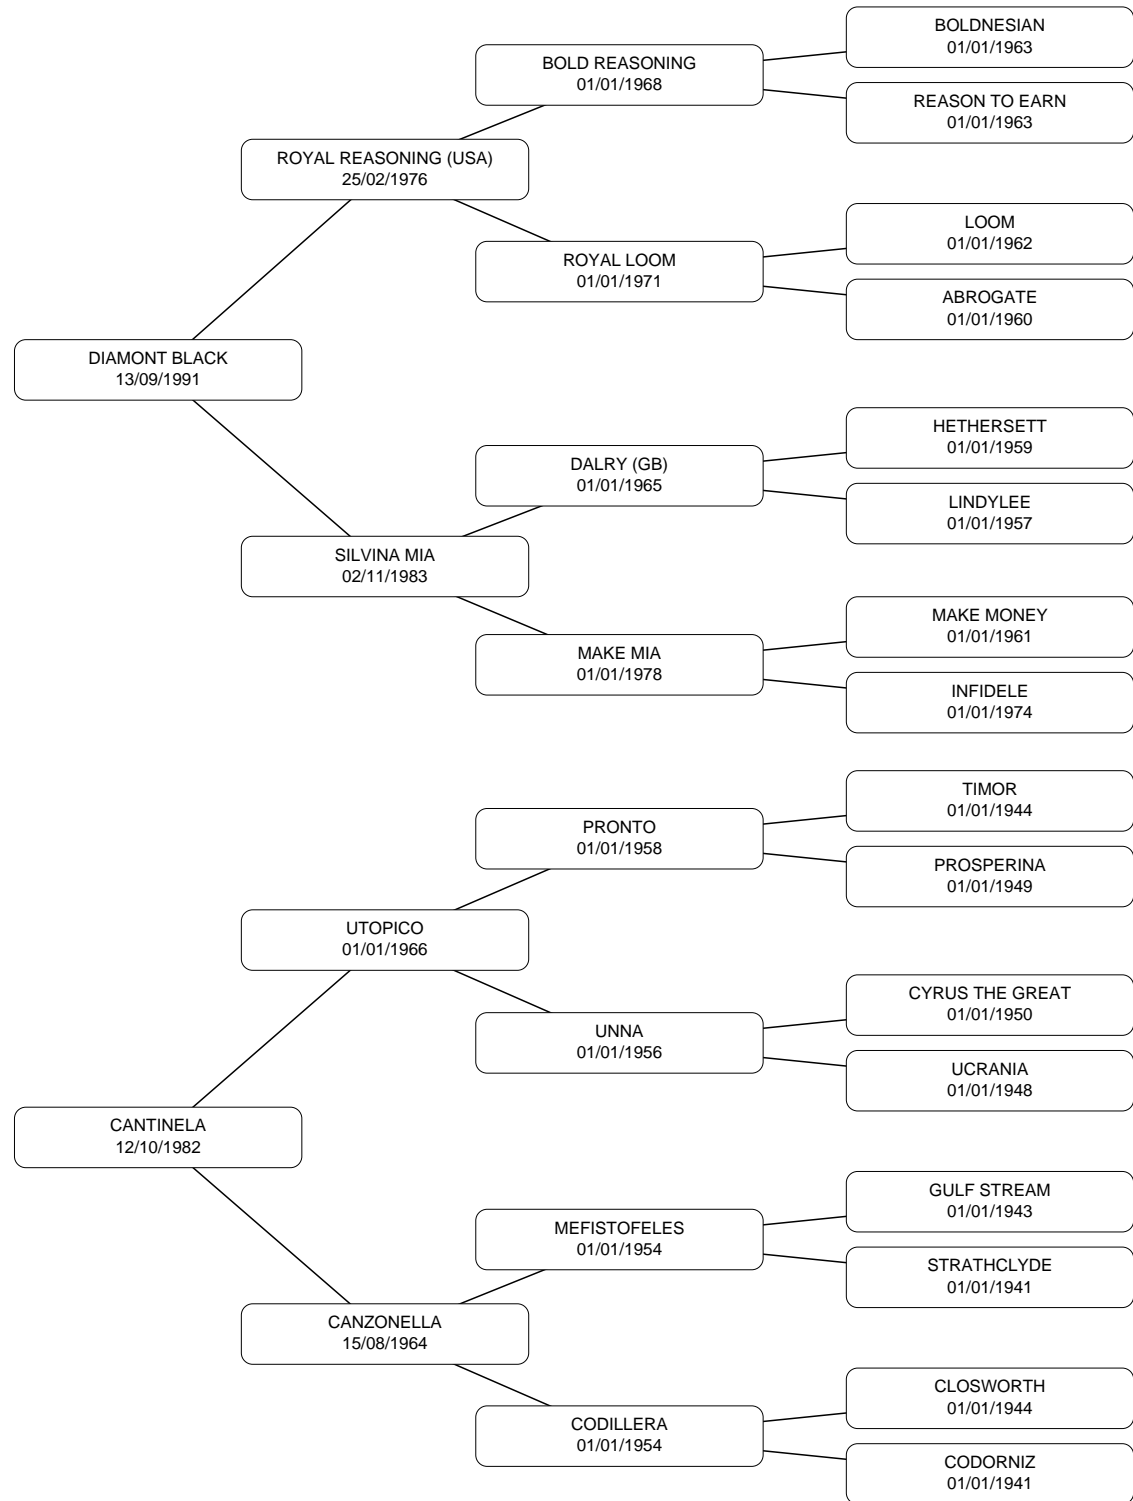 BOLDNESIAN
01/01/1963
BOLD REASONING
01/01/1968
REASON TO EARN
01/01/1963
ROYAL REASONING (USA)
25/02/1976
LOOM
01/01/1962
ROYAL LOOM
01/01/1971
ABROGATE
01/01/1960
DIAMONT BLACK
13/09/1991
HETHERSETT
01/01/1959
DALRY (GB)
01/01/1965
LINDYLEE
01/01/1957
SILVINA MIA
02/11/1983
MAKE MONEY
01/01/1961
MAKE MIA
01/01/1978
INFIDELE
01/01/1974
TIMOR
01/01/1944
PRONTO
01/01/1958
PROSPERINA
01/01/1949
UTOPICO
01/01/1966
CYRUS THE GREAT
01/01/1950
UNNA
01/01/1956
UCRANIA
01/01/1948
CANTINELA
12/10/1982
GULF STREAM
01/01/1943
MEFISTOFELES
01/01/1954
STRATHCLYDE
01/01/1941
CANZONELLA
15/08/1964
CLOSWORTH
01/01/1944
CODILLERA
01/01/1954
CODORNIZ
01/01/1941